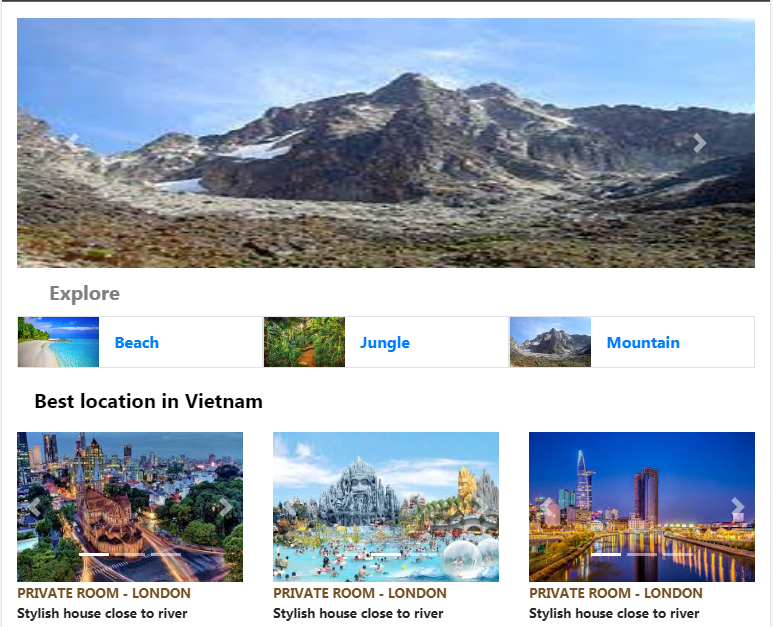 Explore
Beach
Jungle
Mountain
Best location in Vietnam
PRIVATE ROOM - LONDON
Stylish house close to river
PRIVATE ROOM - LONDON
Stylish house close to river
PRIVATE ROOM - LONDON
Stylish house close to river